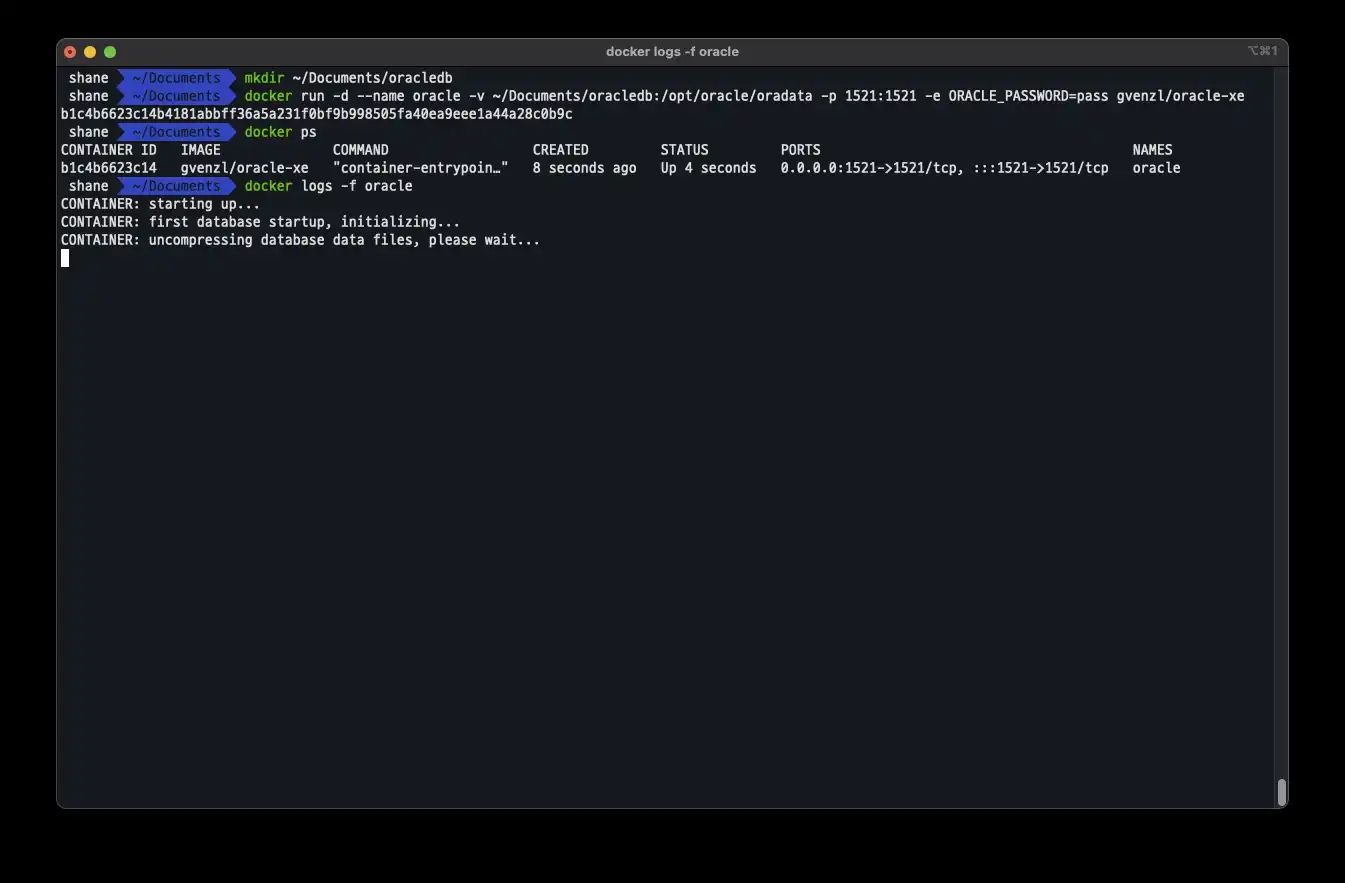 docker logs -f oracle
⌥⌘1
shane ~/Documents mkdir ~/Documents/oracledb
shane ~/Documents docker run -d --name oracle -v ~/Documents/oracledb:/opt/oracle/oradata -p 1521:1521 -e ORACLE_PASSWORD=pass gvenzl/oracle-xe
b1c4b6623c14b4181abbff36a5a231f0bf9b998505fa40ea9eee1a44a28c0b9c
shane ~/Documents docker ps
CONTAINER ID IMAGE COMMAND CREATED STATUS PORTS NAMES
b1c4b6623c14 gvenzl/oracle-xe "container-entrypoin…" 8 seconds ago Up 4 seconds 0.0.0.0:1521->1521/tcp, :::1521->1521/tcp oracle
shane ~/Documents docker logs -f oracle
CONTAINER: starting up...
CONTAINER: first database startup, initializing...
CONTAINER: uncompressing database data files, please wait...